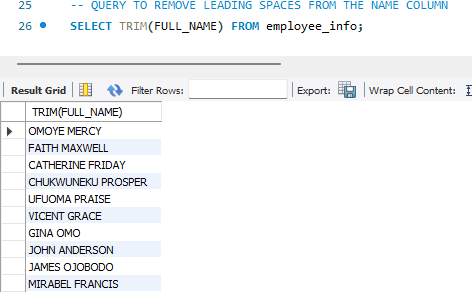 25 -- QUERY TO REMOVE LEADING SPACES FROM THE NAME COLUMN
26 SELECT TRIM(FULL_NAME) FROM employee_info;
Result Grid Filter Rows: Export: Wrap Cell Content:
TRIM(FULL_NAME)
OMOYE MERCY
FAITH MAXWELL
CATHERINE FRIDAY
CHUKWUNEKU PROSPER
UFUOMA PRAISE
VICENT GRACE
GINA OMO
JOHN ANDERSON
JAMES OJOBODO
MIRABEL FRANCIS